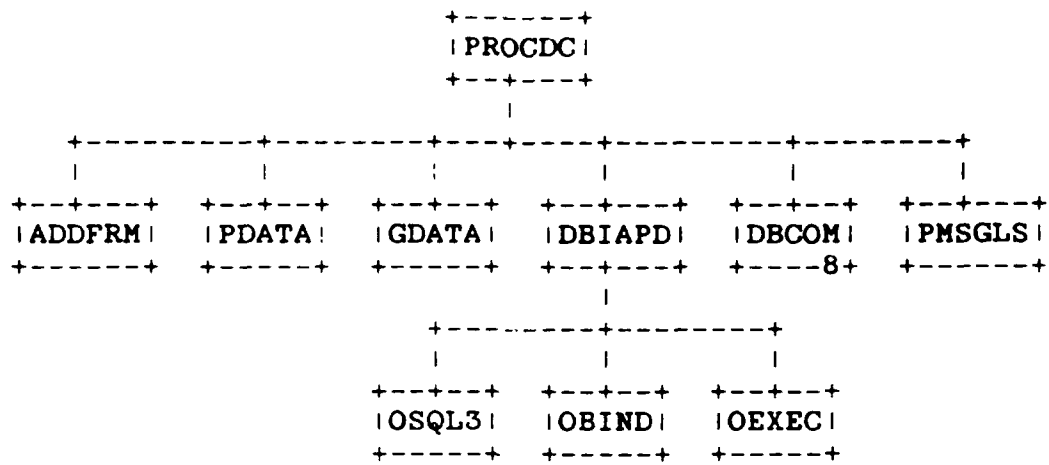 PROCDC
ADDFRM PDATA GDATA DBIAPD DBCOM PMSGLS
8
OSQL3 OBIND OEXEC